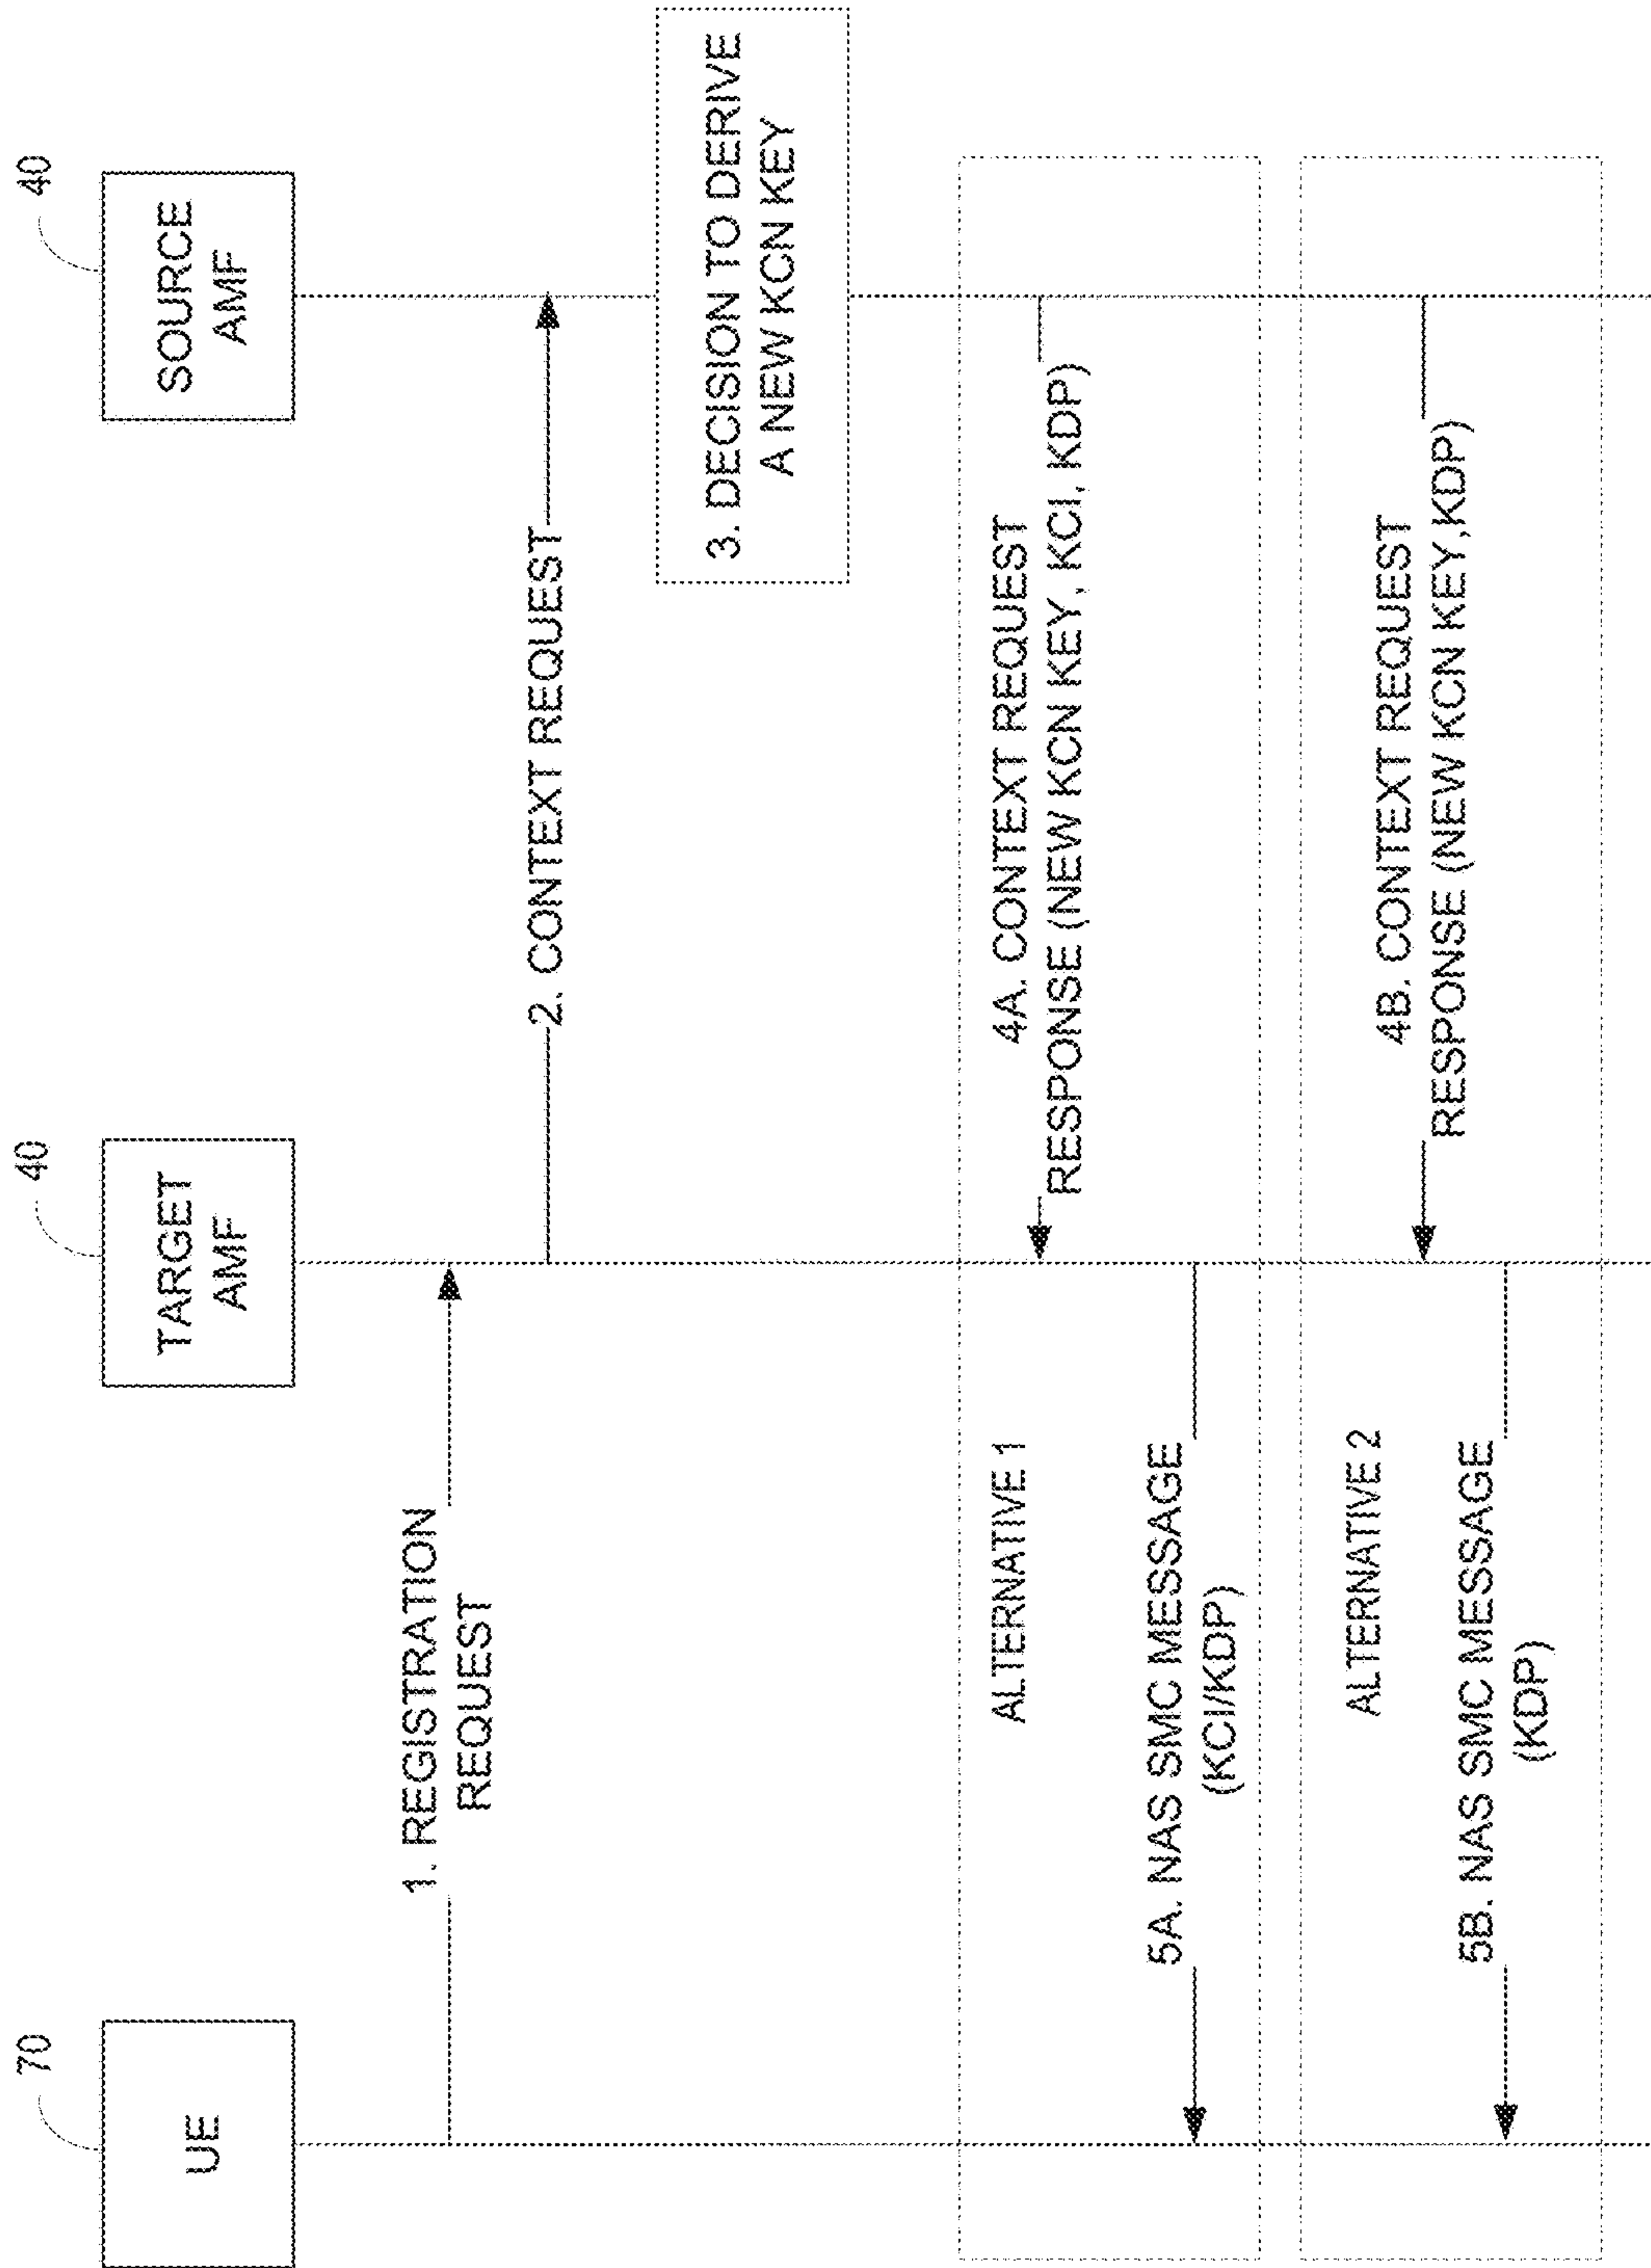 70
UE
40
TARGET
AMF
40
SOURCE
AMF
1. REGISTRATION
REQUEST
2. CONTEXT REQUEST
3. DECISION TO DERIVE
A NEW KCN KEY
ALTERNATIVE 1
4A. CONTEXT REQUEST
RESPONSE (NEW KCN KEY, KCI, KDP)
5A. NAS SMC MESSAGE
(KCI/KDP)
ALTERNATIVE 2
4B. CONTEXT REQUEST
RESPONSE (NEW KCN KEY,KDP)
5B. NAS SMC MESSAGE
(KDP)